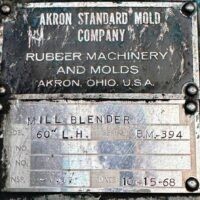 AKRON STANDARD MOLD
COMPANY
RUBBER MACHINERY
AND MOLDS
AKRON, OHIO, U.S.A.
MILL BLENDER
60" L.H. B.M.-394
NO.
NO.
DATE 10-15-68